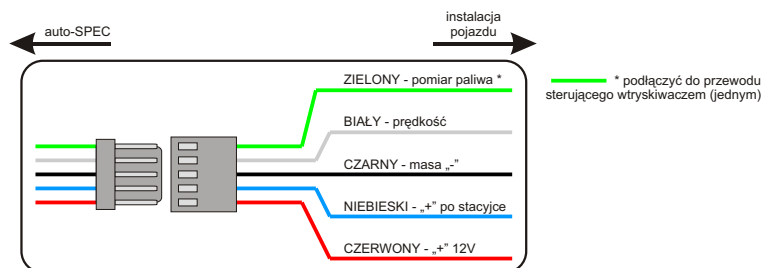 auto-SPEC
instalacja
pojazdu
ZIELONY - pomiar paliwa *
* podłączyć do przewodu
sterującego wtryskiwaczem (jednym)
BIAŁY - prędkość
CZARNY - masa „-”
NIEBIESKI - „+” po stacyjce
CZERWONY - „+” 12V